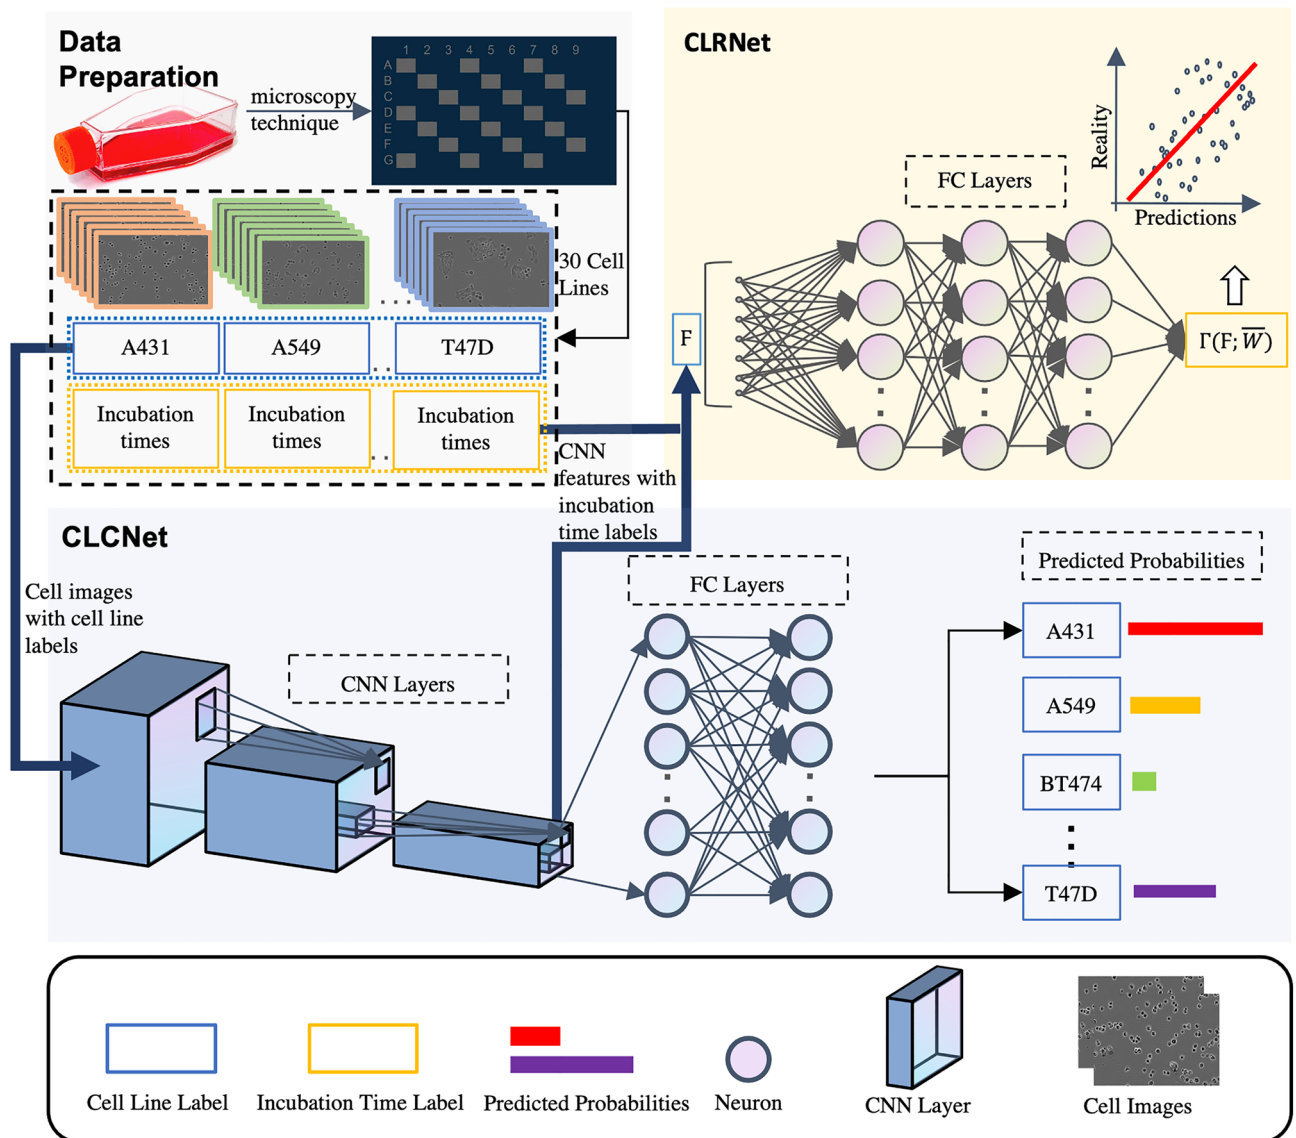 Data
Preparation
microscopy
technique
1 2 3 4 5 6 7 8 9
A
B
C
D
E
F
G
30 Cell
Lines
A431
A549
...
T47D
Incubation
times
Incubation
times
...
Incubation
times
CNN
features with
incubation
time labels
CLRNet
FC Layers
F
Reality
Predictions
Γ(F; W̅)
CLCNet
Cell images
with cell line
labels
CNN Layers
FC Layers
Predicted Probabilities
A431
A549
BT474
T47D
Cell Line Label
Incubation Time Label
Predicted Probabilities
Neuron
CNN Layer
Cell Images